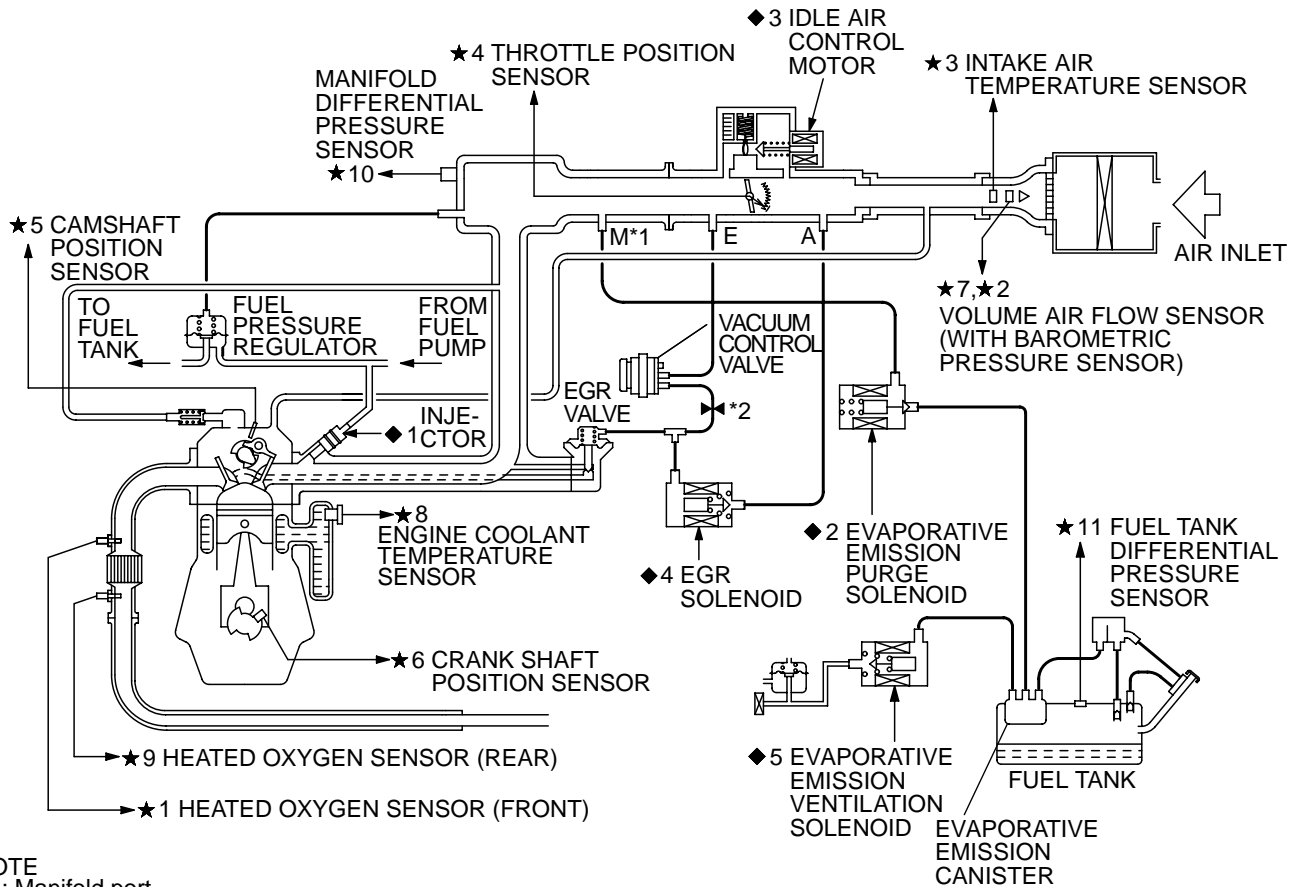 ◆3 IDLE AIR
CONTROL
MOTOR
★4 THROTTLE POSITION
SENSOR
★3 INTAKE AIR
TEMPERATURE SENSOR
MANIFOLD
DIFFERENTIAL
PRESSURE
SENSOR
★10
★5 CAMSHAFT
POSITION
SENSOR
M*1
E
A
AIR INLET
★7,★2
VOLUME AIR FLOW SENSOR
(WITH BAROMETRIC
PRESSURE SENSOR)
TO
FUEL
TANK
FUEL
PRESSURE
REGULATOR
FROM
FUEL
PUMP
VACUUM
CONTROL
VALVE
EGR
VALVE
*2
◆1 INJE-
CTOR
★8
ENGINE COOLANT
TEMPERATURE
SENSOR
◆4 EGR
SOLENOID
◆2 EVAPORATIVE
EMISSION
PURGE
SOLENOID
★11 FUEL TANK
DIFFERENTIAL
PRESSURE
SENSOR
★6 CRANK SHAFT
POSITION SENSOR
★9 HEATED OXYGEN SENSOR (REAR)
★1 HEATED OXYGEN SENSOR (FRONT)
◆5 EVAPORATIVE
EMISSION
VENTILATION
SOLENOID
FUEL TANK
EVAPORATIVE
EMISSION
CANISTER
OTE
: Manifold port